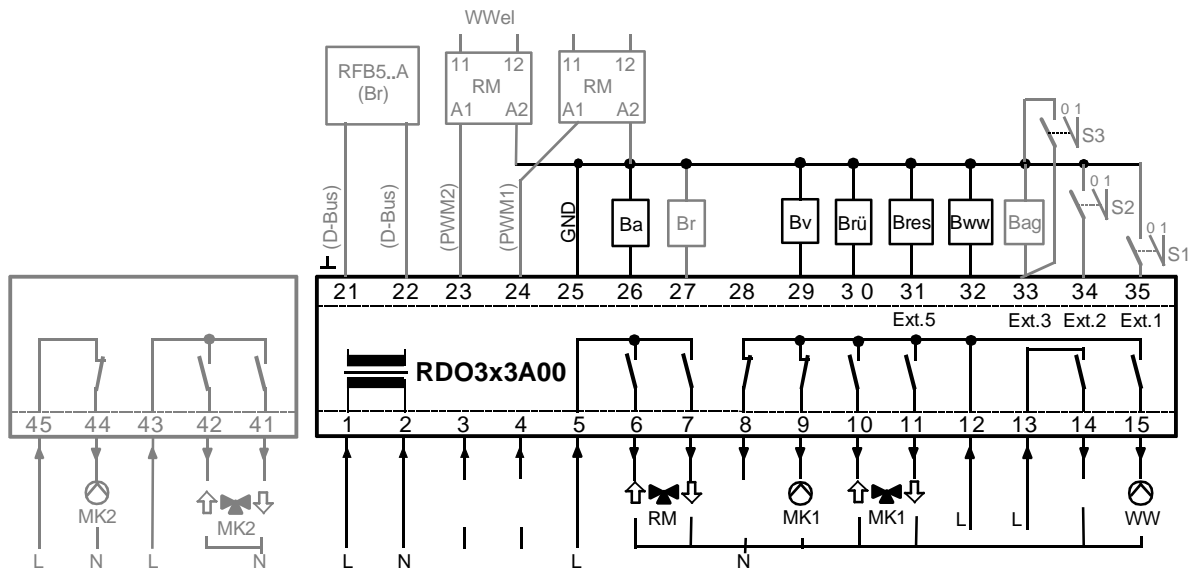 WWel
11 12 11 12
RFB5..A
(Br)
RM RM
A1 A2 A1 A2
0 1
S3
0 1
S2
0 1
S1
(D-Bus) (D-Bus) (PWM2) (PWM1) GND
Ba Br Bv Brü Bres Bww Bag
21 22 23 24 25 26 27 28 29 3 0 31 32 33 34 35
Ext.5 Ext.3 Ext.2 Ext.1
RDO3x3A00
45 44 43 42 41 1 2 3 4 5 6 7 8 9 10 11 12 13 14 15
MK2 MK2 RM MK1 MK1 L L WW
L N L N L N L N